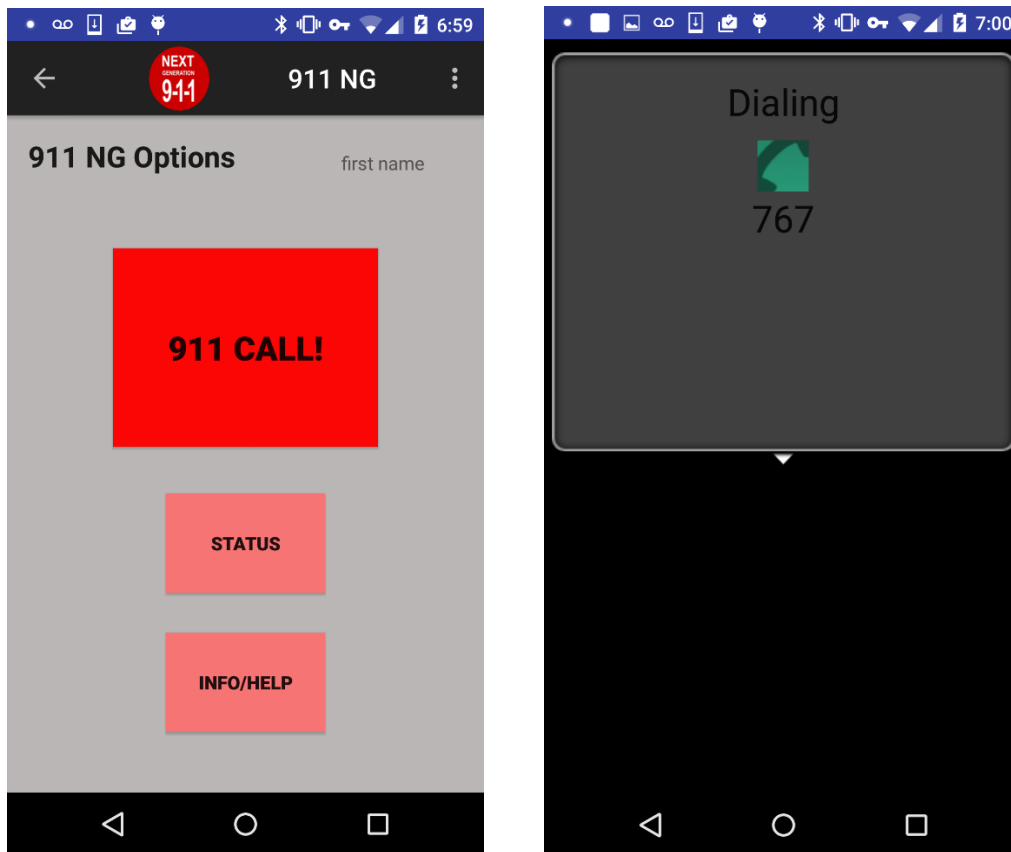 6:59
NEXT
GENERATION
9-1-1
911 NG
911 NG Options
first name
911 CALL!
STATUS
INFO/HELP
7:00
Dialing
767